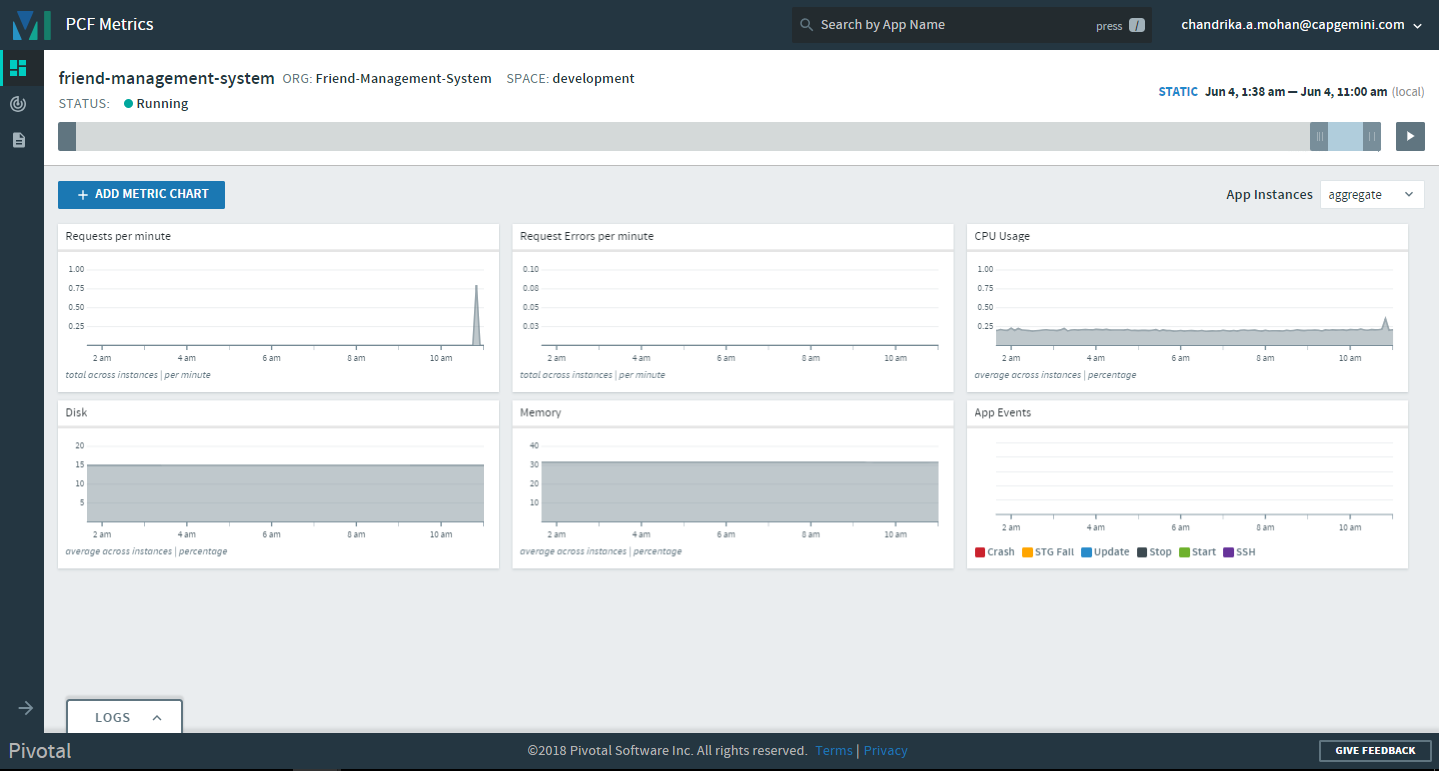 PCF Metrics
Search by App Name press /
chandrika.a.mohan@capgemini.com
friend-management-system ORG: Friend-Management-System SPACE: development
STATUS: Running
STATIC Jun 4, 1:38 am — Jun 4, 11:00 am (local)
+ ADD METRIC CHART
App Instances aggregate
Requests per minute
1.00
0.75
0.50
0.25
2 am 4 am 6 am 8 am 10 am
total across instances | per minute
Request Errors per minute
0.10
0.08
0.05
0.03
2 am 4 am 6 am 8 am 10 am
total across instances | per minute
CPU Usage
1.00
0.75
0.50
0.25
2 am 4 am 6 am 8 am 10 am
average across instances | percentage
Disk
20
15
10
5
2 am 4 am 6 am 8 am 10 am
average across instances | percentage
Memory
40
30
20
10
2 am 4 am 6 am 8 am 10 am
average across instances | percentage
App Events
2 am 4 am 6 am 8 am 10 am
Crash STG Fail Update Stop Start SSH
LOGS
Pivotal
©2018 Pivotal Software Inc. All rights reserved. Terms | Privacy
GIVE FEEDBACK